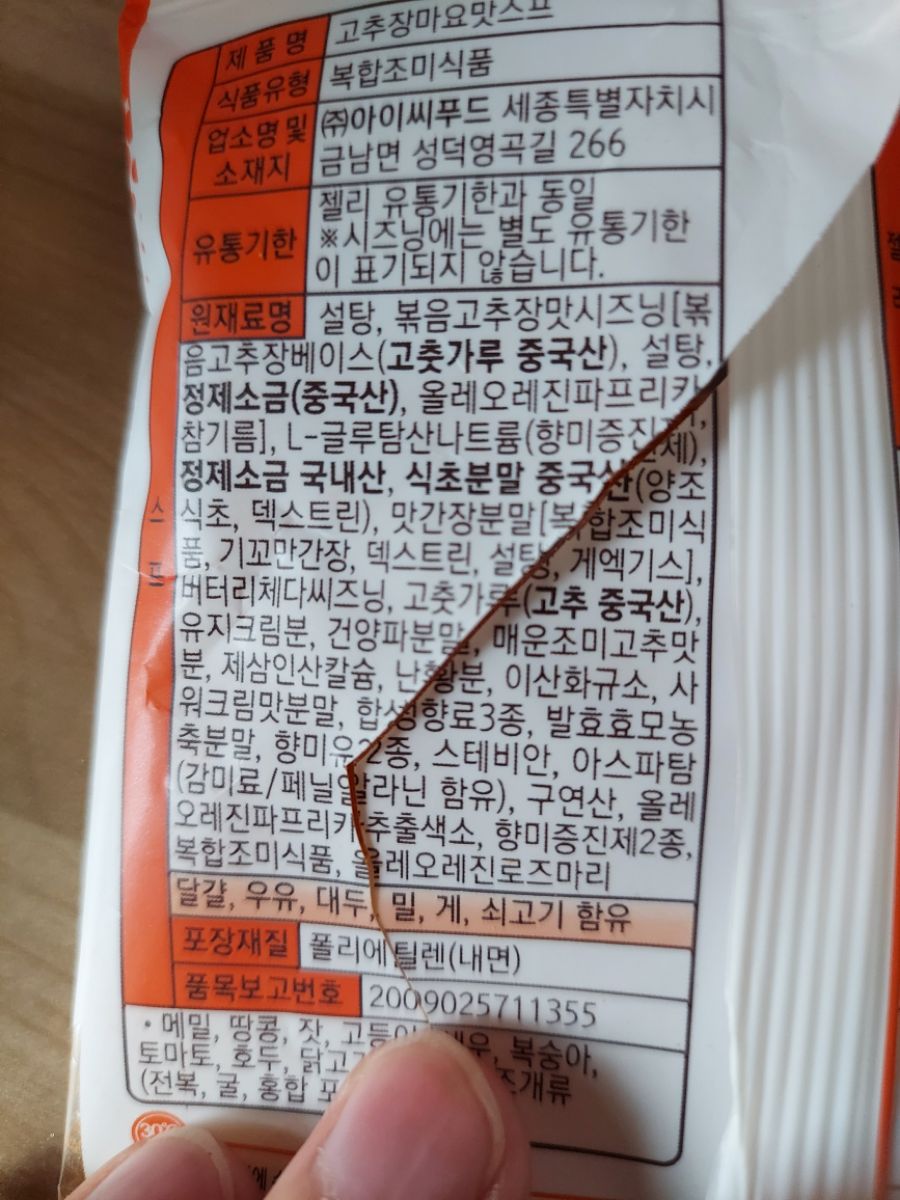 제 품 명 고추장마요맛스프
식품유형 복합조미식품
업소명 및 소재지 ㈜아이씨푸드 세종특별자치시
금남면 성덕영곡길 266
유통기한 젤리 유통기한과 동일
※시즈닝에는 별도 유통기한
이 표기되지 않습니다.
원재료명 설탕, 볶음고추장맛시즈닝[볶
음고추장베이스(고춧가루 중국산), 설탕,
정제소금(중국산), 올레오레진파프리카,
참기름], L-글루탐산나트륨(향미증진제),
정제소금 국내산, 식초분말 중국산(양조
식초, 덱스트린), 맛간장분말[복합조미식
품, 기꼬만간장, 덱스트린, 설탕, 게엑기스],
버터리체다씨즈닝, 고춧가루(고추 중국산),
유지크림분, 건양파분말, 매운조미고추맛
분, 제삼인산칼슘, 난황분, 이산화규소, 사
워크림맛분말, 합성향료3종, 발효효모농
축분말, 향미유2종, 스테비안, 아스파탐
(감미료/페닐알라닌 함유), 구연산, 올레
오레진파프리카추출색소, 향미증진제2종,
복합조미식품, 올레오레진로즈마리
달걀, 우유, 대두, 밀, 게, 쇠고기 함유
포장재질 폴리에틸렌(내면)
품목보고번호 2009025711355
• 메밀, 땅콩, 잣, 복숭아,
토마토, 호두,
(전복, 굴, 홍합 조개류
스
프